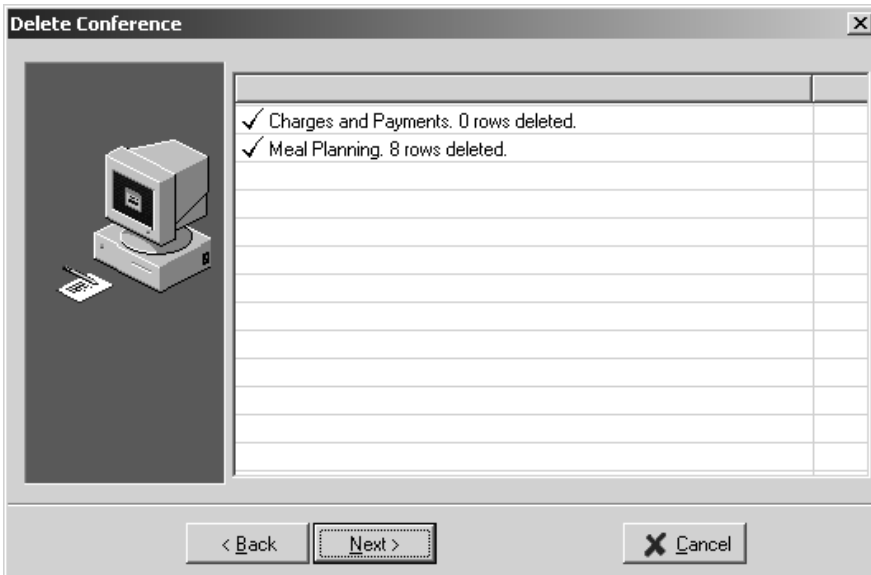 Delete Conference
Charges and Payments. 0 rows deleted.
Meal Planning. 8 rows deleted.
< Back
Next >
Cancel